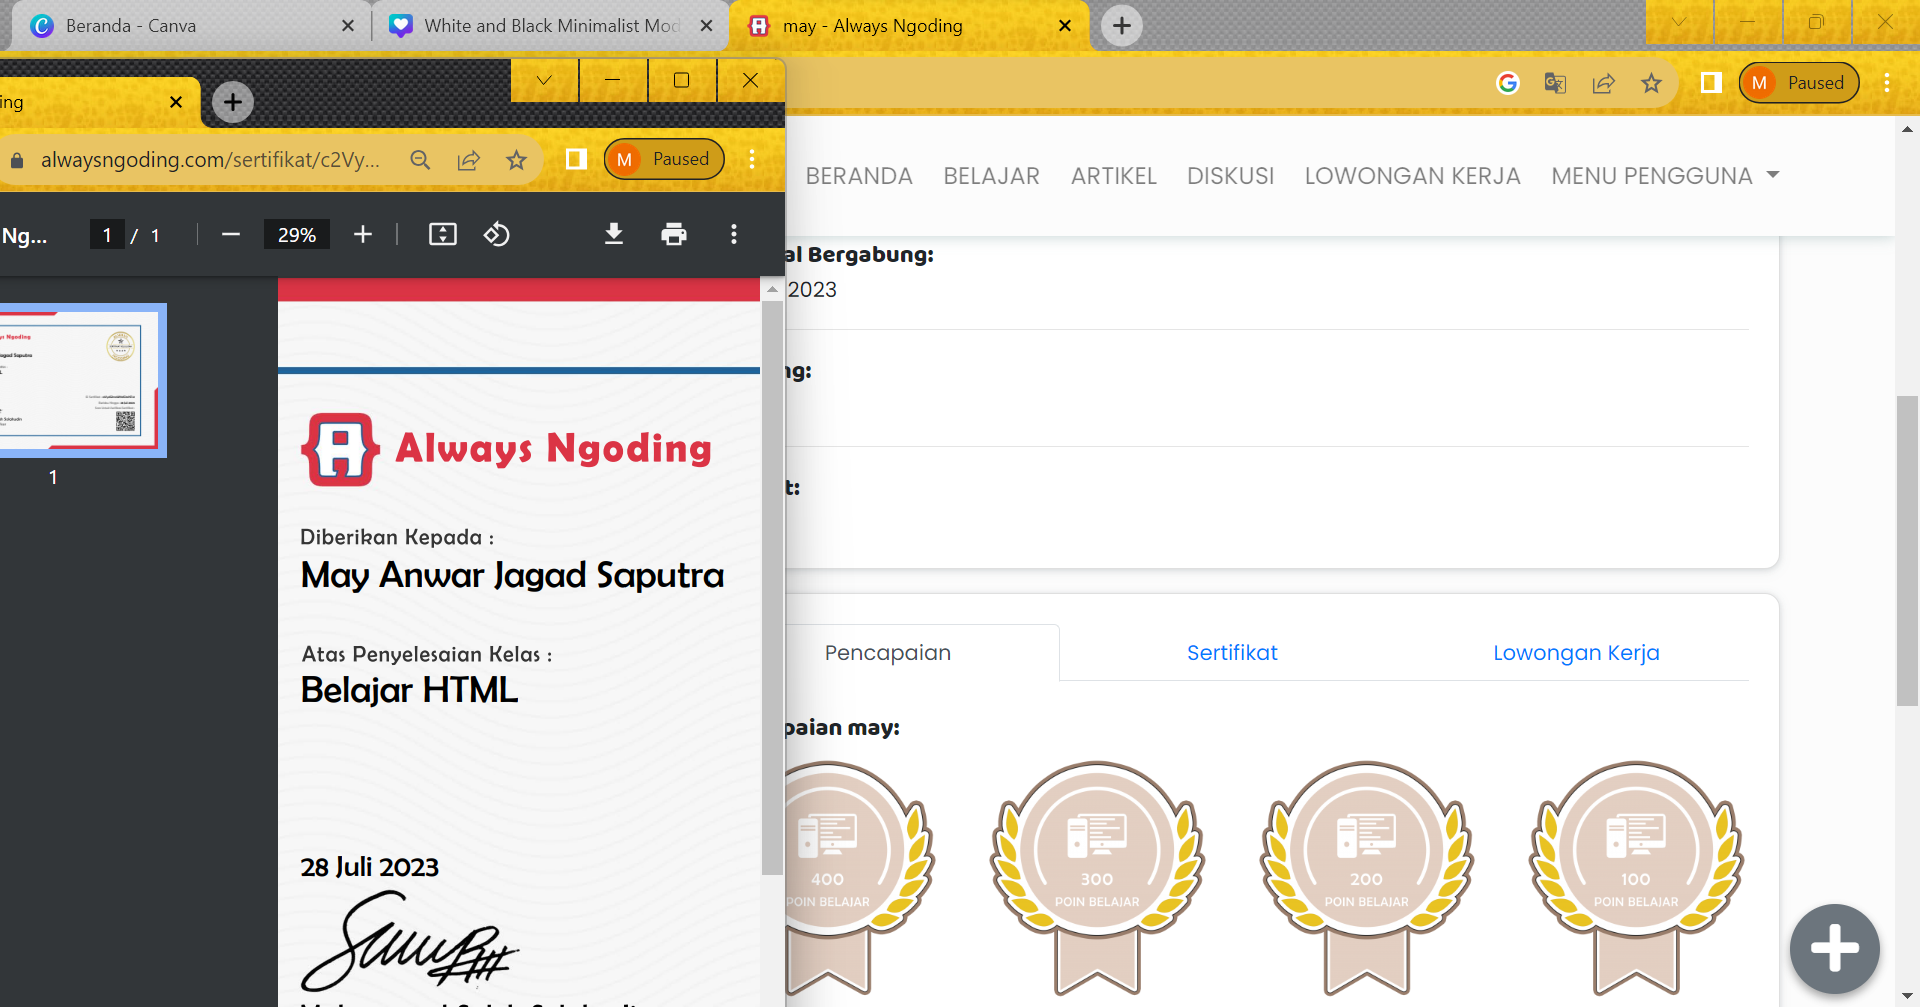 Beranda - Canva
White and Black Minimalist Mod
may - Always Ngoding
Paused
ing
alwaysngoding.com/sertifikat/c2Vy...
M Paused
M
Ng...
1 / 1
29%
1
Always Ngoding
Diberikan Kepada :
May Anwar Jagad Saputra
Atas Penyelesaian Kelas :
Belajar HTML
28 Juli 2023
BERANDA
BELAJAR
ARTIKEL
DISKUSI
LOWONGAN KERJA
MENU PENGGUNA
al Bergabung:
2023
ng:
t:
Pencapaian
Sertifikat
Lowongan Kerja
paian may:
400
POIN BELAJAR
300
POIN BELAJAR
200
POIN BELAJAR
100
POIN BELAJAR